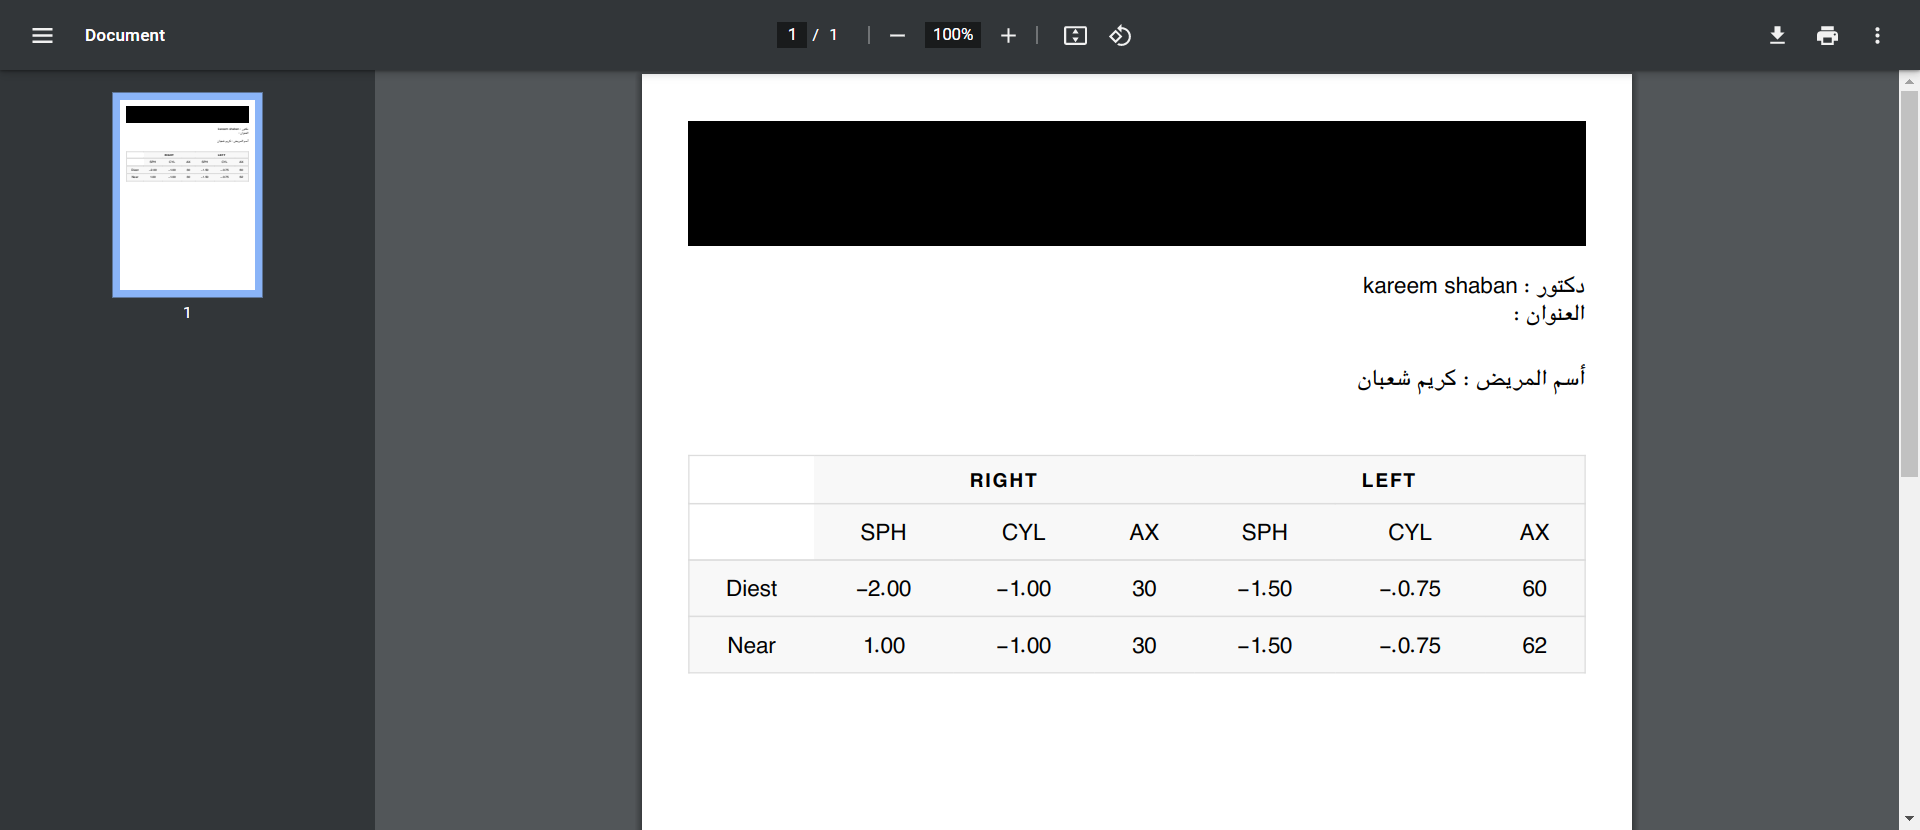 Document
1 / 1
100%
1
دكتور : kareem shaban
العنوان :
أسم المريض : كريم شعبان
RIGHT LEFT
SPH CYL AX SPH CYL AX
Diest −2.00 −1.00 30 −1.50 −.0.75 60
Near 1.00 −1.00 30 −1.50 −.0.75 62